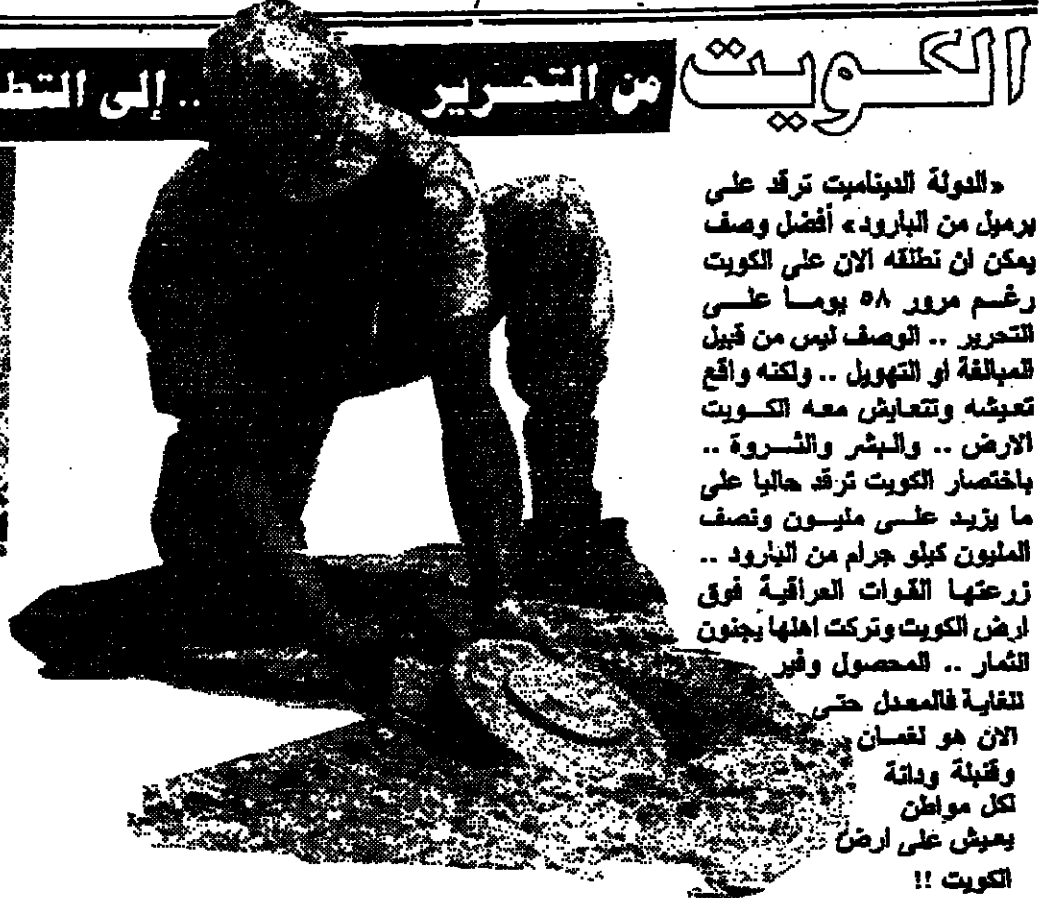 الكويت
من التحرير .. إلى
«الدولة الديناميت ترقد على
برميل من البارود» أفضل وصف
يمكن ان نطلقه الان على الكويت
رغم مرور ٥٨ يوما على
التحرير .. الوصف ليس من قبيل
المبالغة او التهويل .. ولكنه واقع
تعيشه وتتعايش معه الكويت
الارض .. والبشر والثروة ..
باختصار الكويت ترقد حاليا على
ما يزيد على مليون ونصف
المليون كيلو جرام من البارود ..
زرعتها القوات العراقية فوق
ارض الكويت وتركت اهلها يجنون
الثمار .. المحصول وفير
للغاية فالمعدل حتى
الان هو لغمان
وقنبلة ودانة
لكل مواطن
يعيش على ارض
الكويت !!